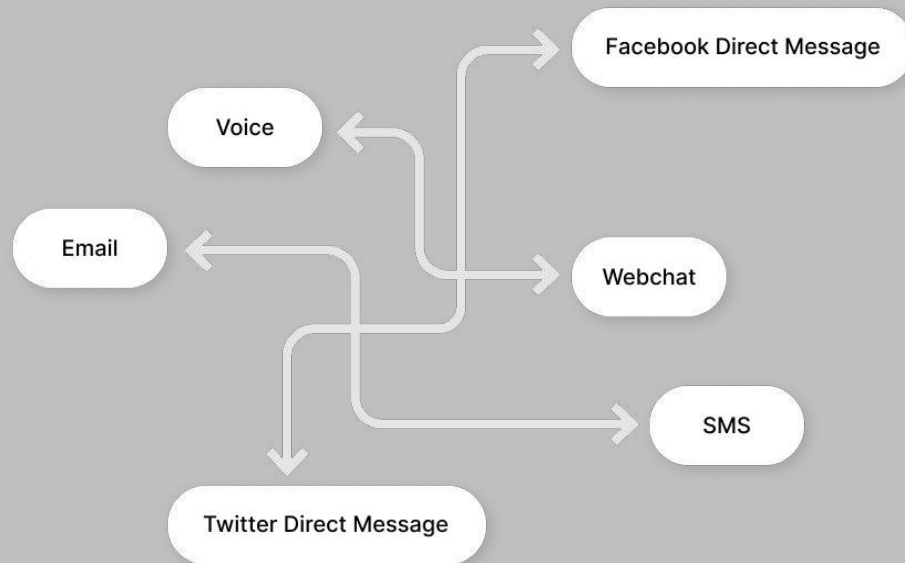 Facebook Direct Message
Voice
Email
Webchat
SMS
Twitter Direct Message